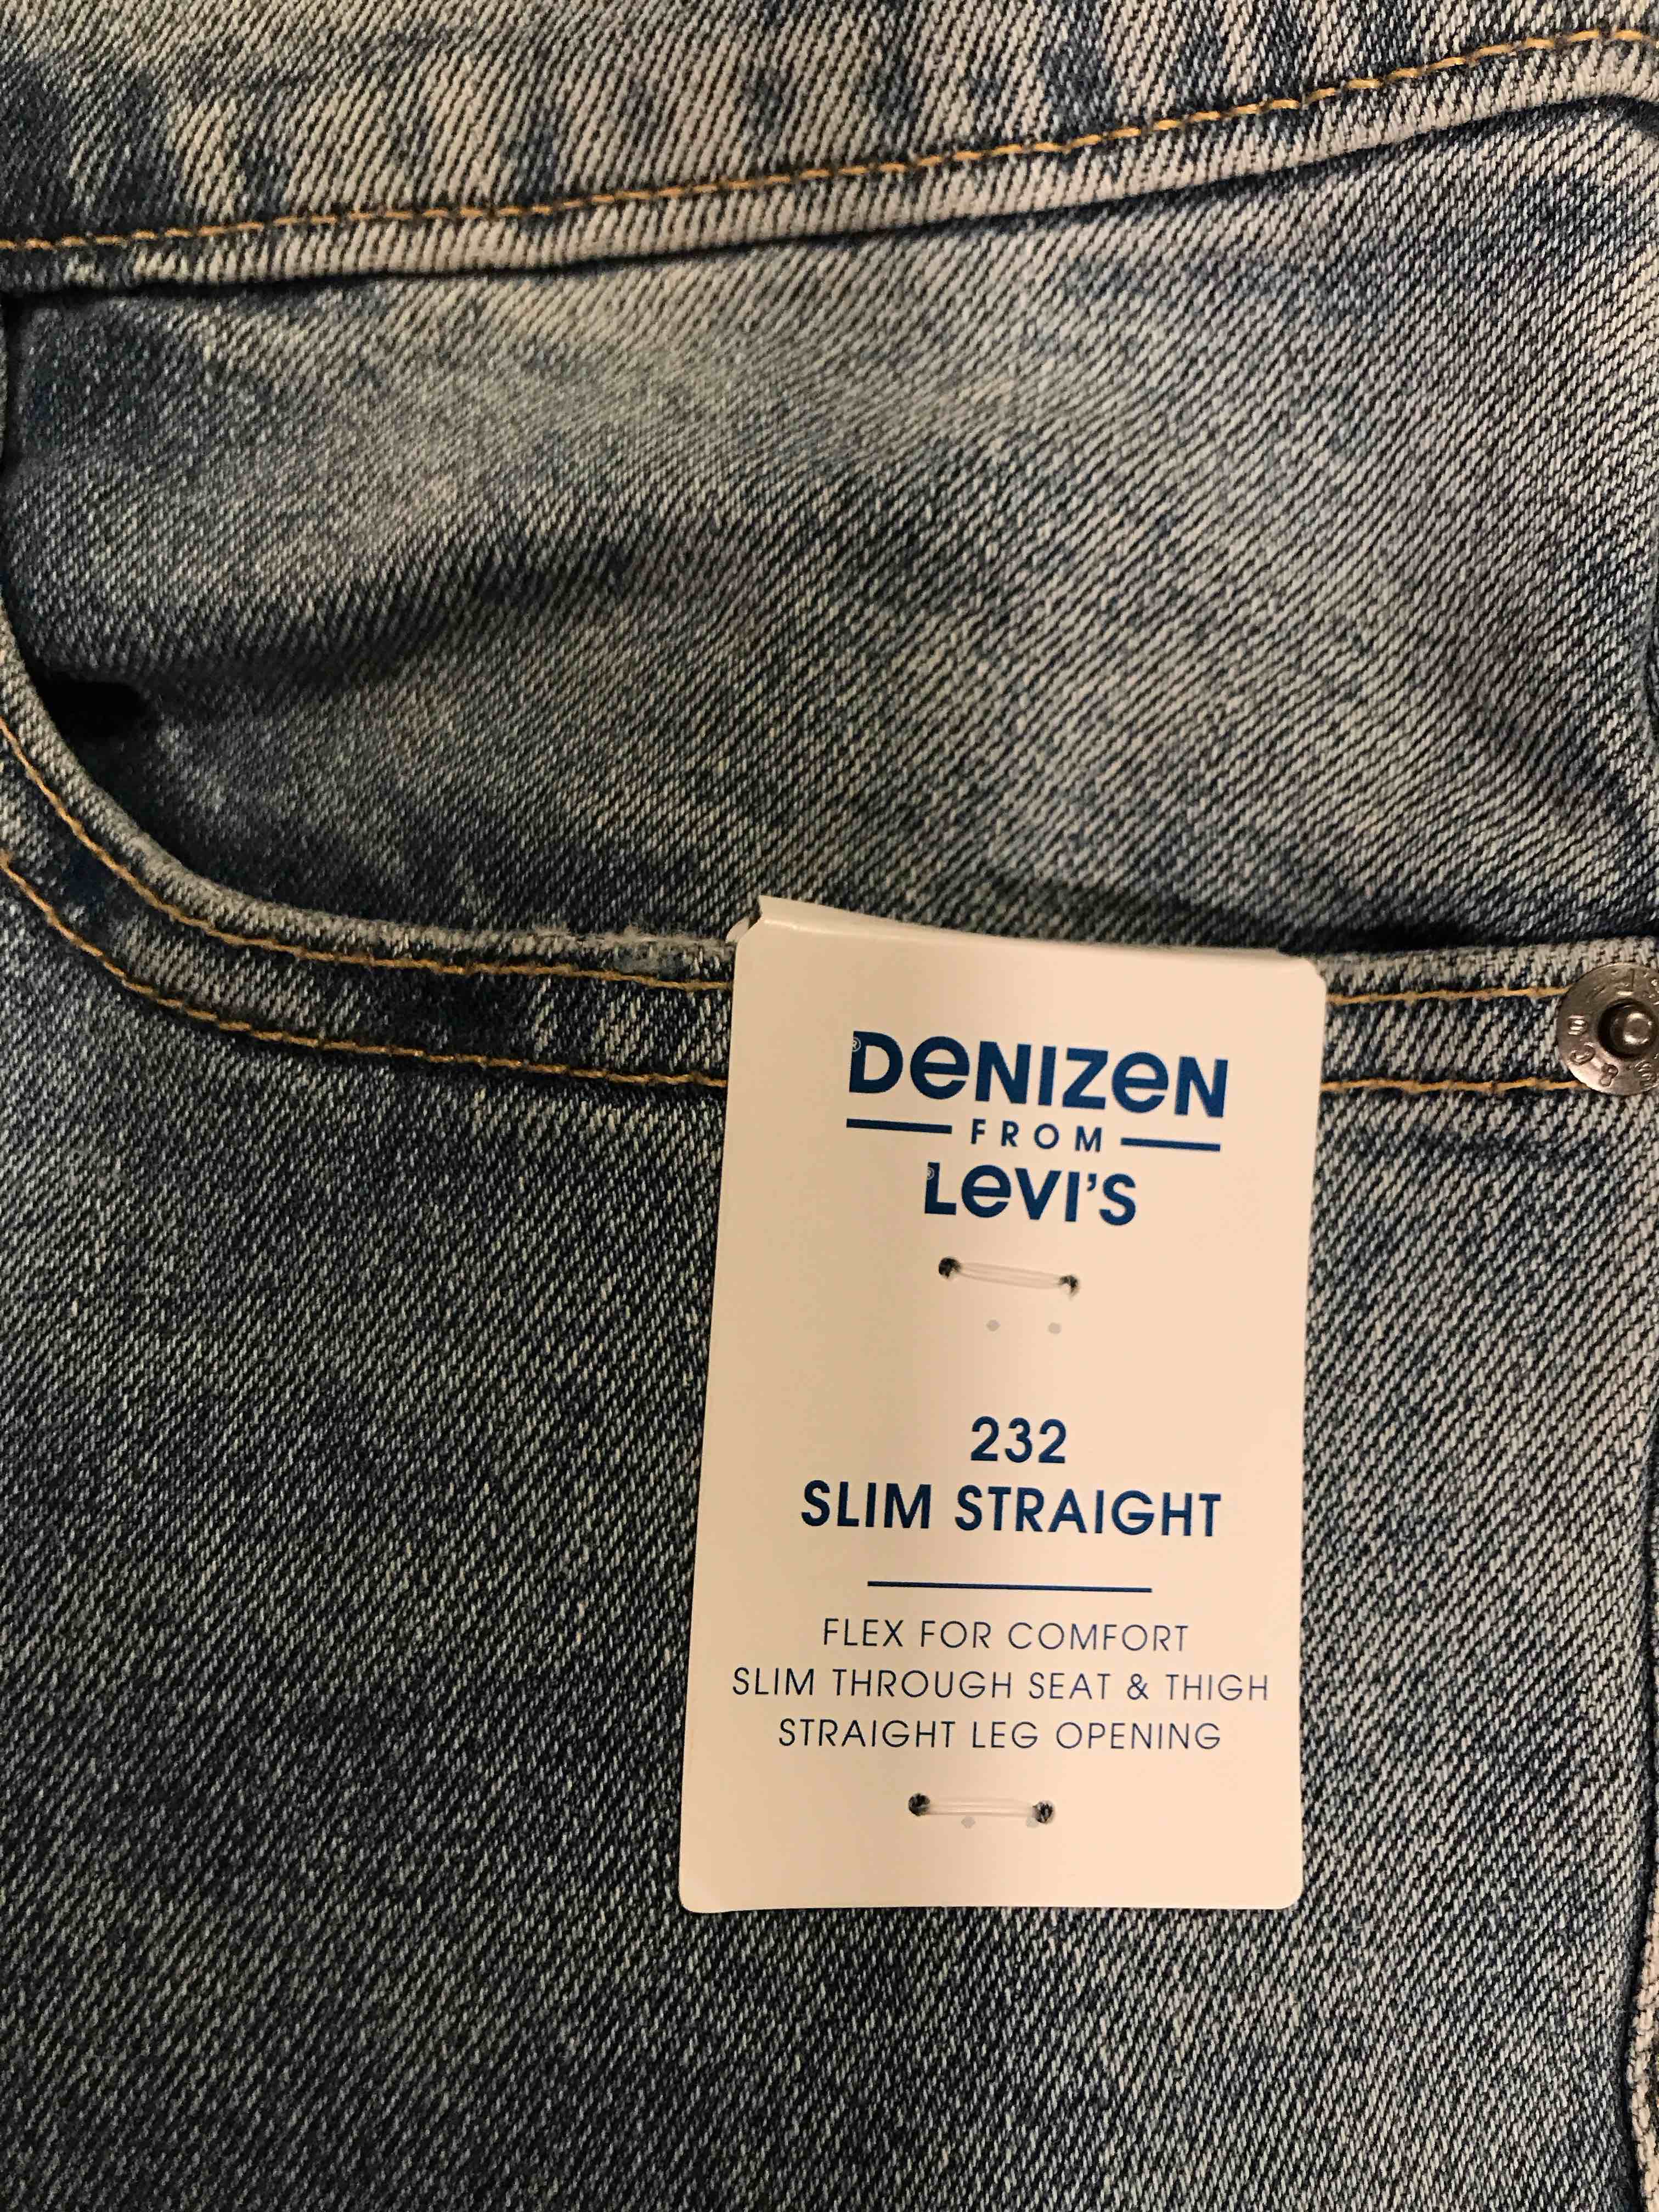 DENIZEN®
FROM
LEVI'S®
232
SLIM STRAIGHT
FLEX FOR COMFORT
SLIM THROUGH SEAT & THIGH
STRAIGHT LEG OPENING